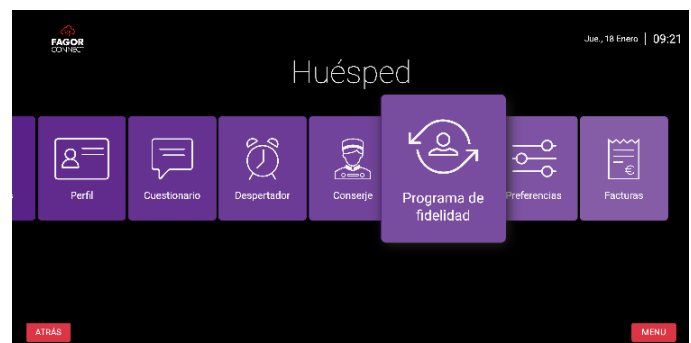 FAGOR
CONNECT
Jue., 18 Enero | 09:21
Huésped
s
Perfil
Cuestionario
Despertador
Conserje
Programa de
fidelidad
Preferencias
Facturas
€
ATRÁS
MENU